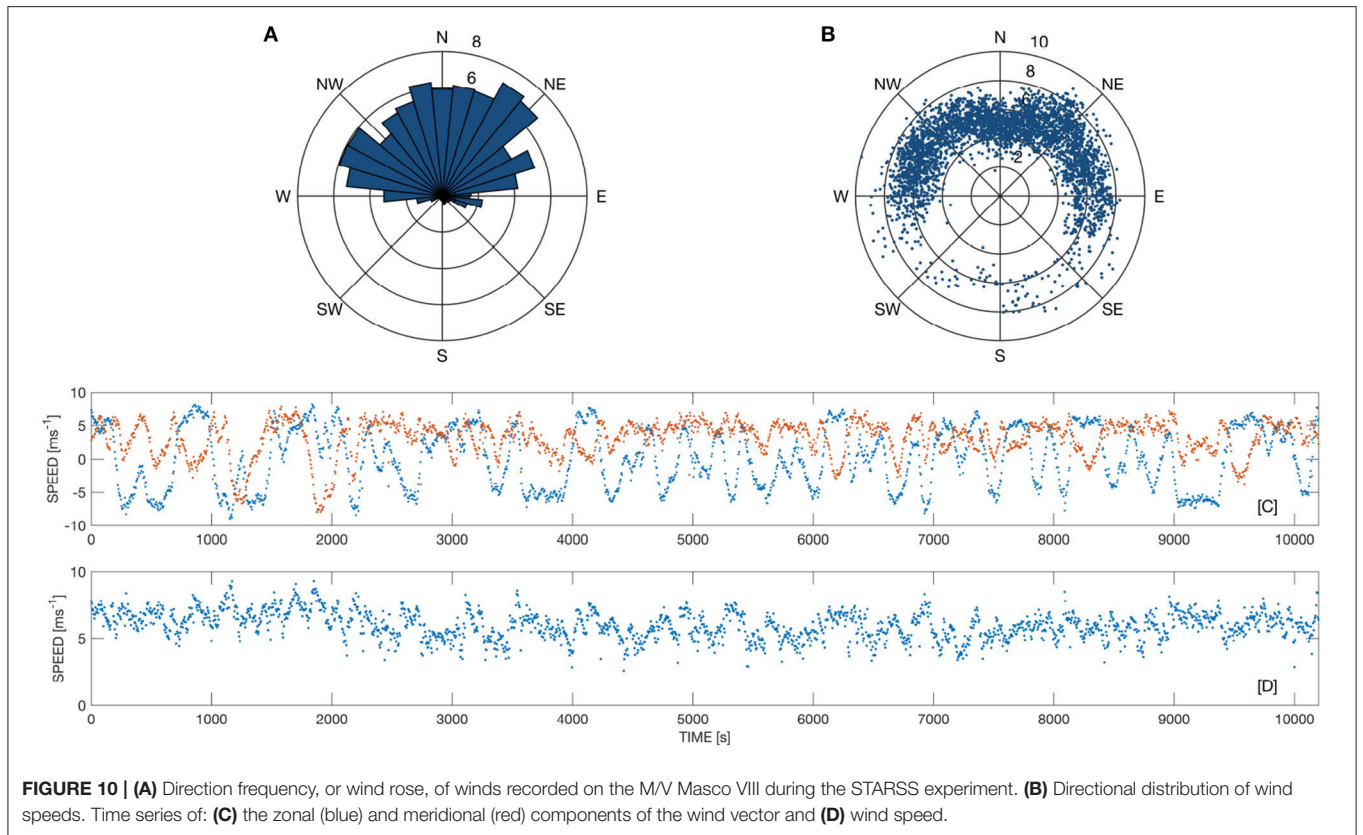 A
B
N
8
N
10
NW
6
NE
NW
8
NE
6
2
W
E
W
E
SW
SE
SW
SE
S
S
10
5
0
-5
-10
SPEED [ms-1]
[C]
0 1000 2000 3000 4000 5000 6000 7000 8000 9000 10000
10
5
0
SPEED [ms-1]
[D]
0 1000 2000 3000 4000 5000 6000 7000 8000 9000 10000
TIME [s]
FIGURE 10 | (A) Direction frequency, or wind rose, of winds recorded on the M/V Masco VIII during the STARSS experiment. (B) Directional distribution of wind
speeds. Time series of: (C) the zonal (blue) and meridional (red) components of the wind vector and (D) wind speed.